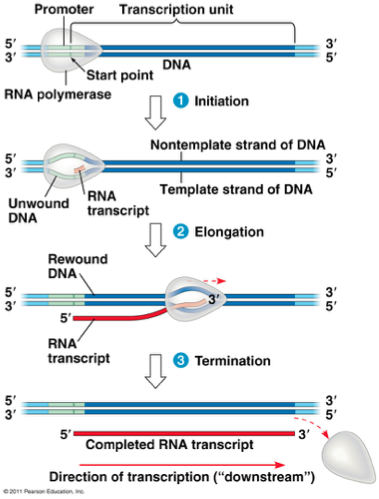 Promoter
Transcription unit
5′ 3′
3′ 5′
DNA
Start point
RNA polymerase
1 Initiation
Nontemplate strand of DNA
5′ 3′
3′ 5′
Template strand of DNA
RNA
transcript
Unwound
DNA
2 Elongation
Rewound
DNA
5′ 3′
3′ 3′ 5′
5′
RNA
transcript
3 Termination
5′ 3′
3′ 5′
5′ 3′
Completed RNA transcript
Direction of transcription (“downstream”)
© 2011 Pearson Education, Inc.